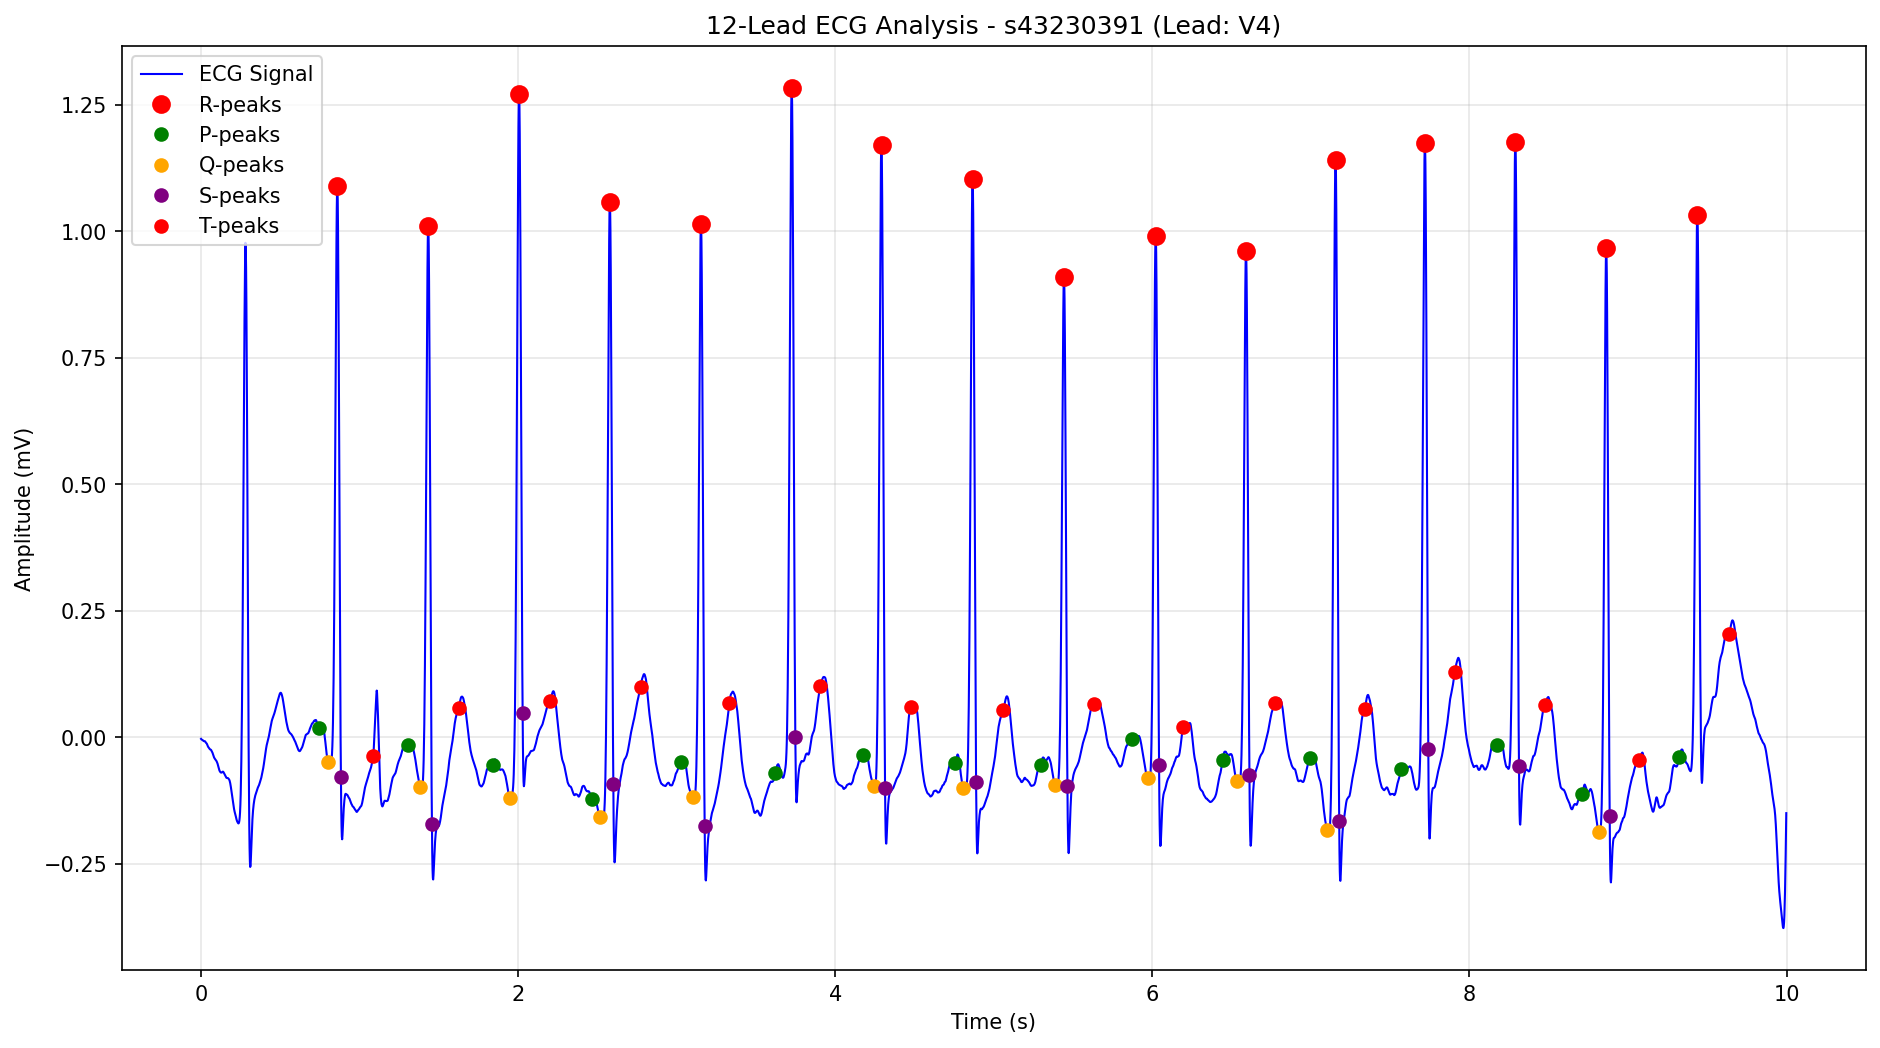 12-Lead ECG Analysis - s43230391 (Lead: V4)
ECG Signal
R-peaks
P-peaks
Q-peaks
S-peaks
T-peaks
1.25
1.00
0.75
0.50
0.25
0.00
−0.25
Amplitude (mV)
0 2 4 6 8 10
Time (s)